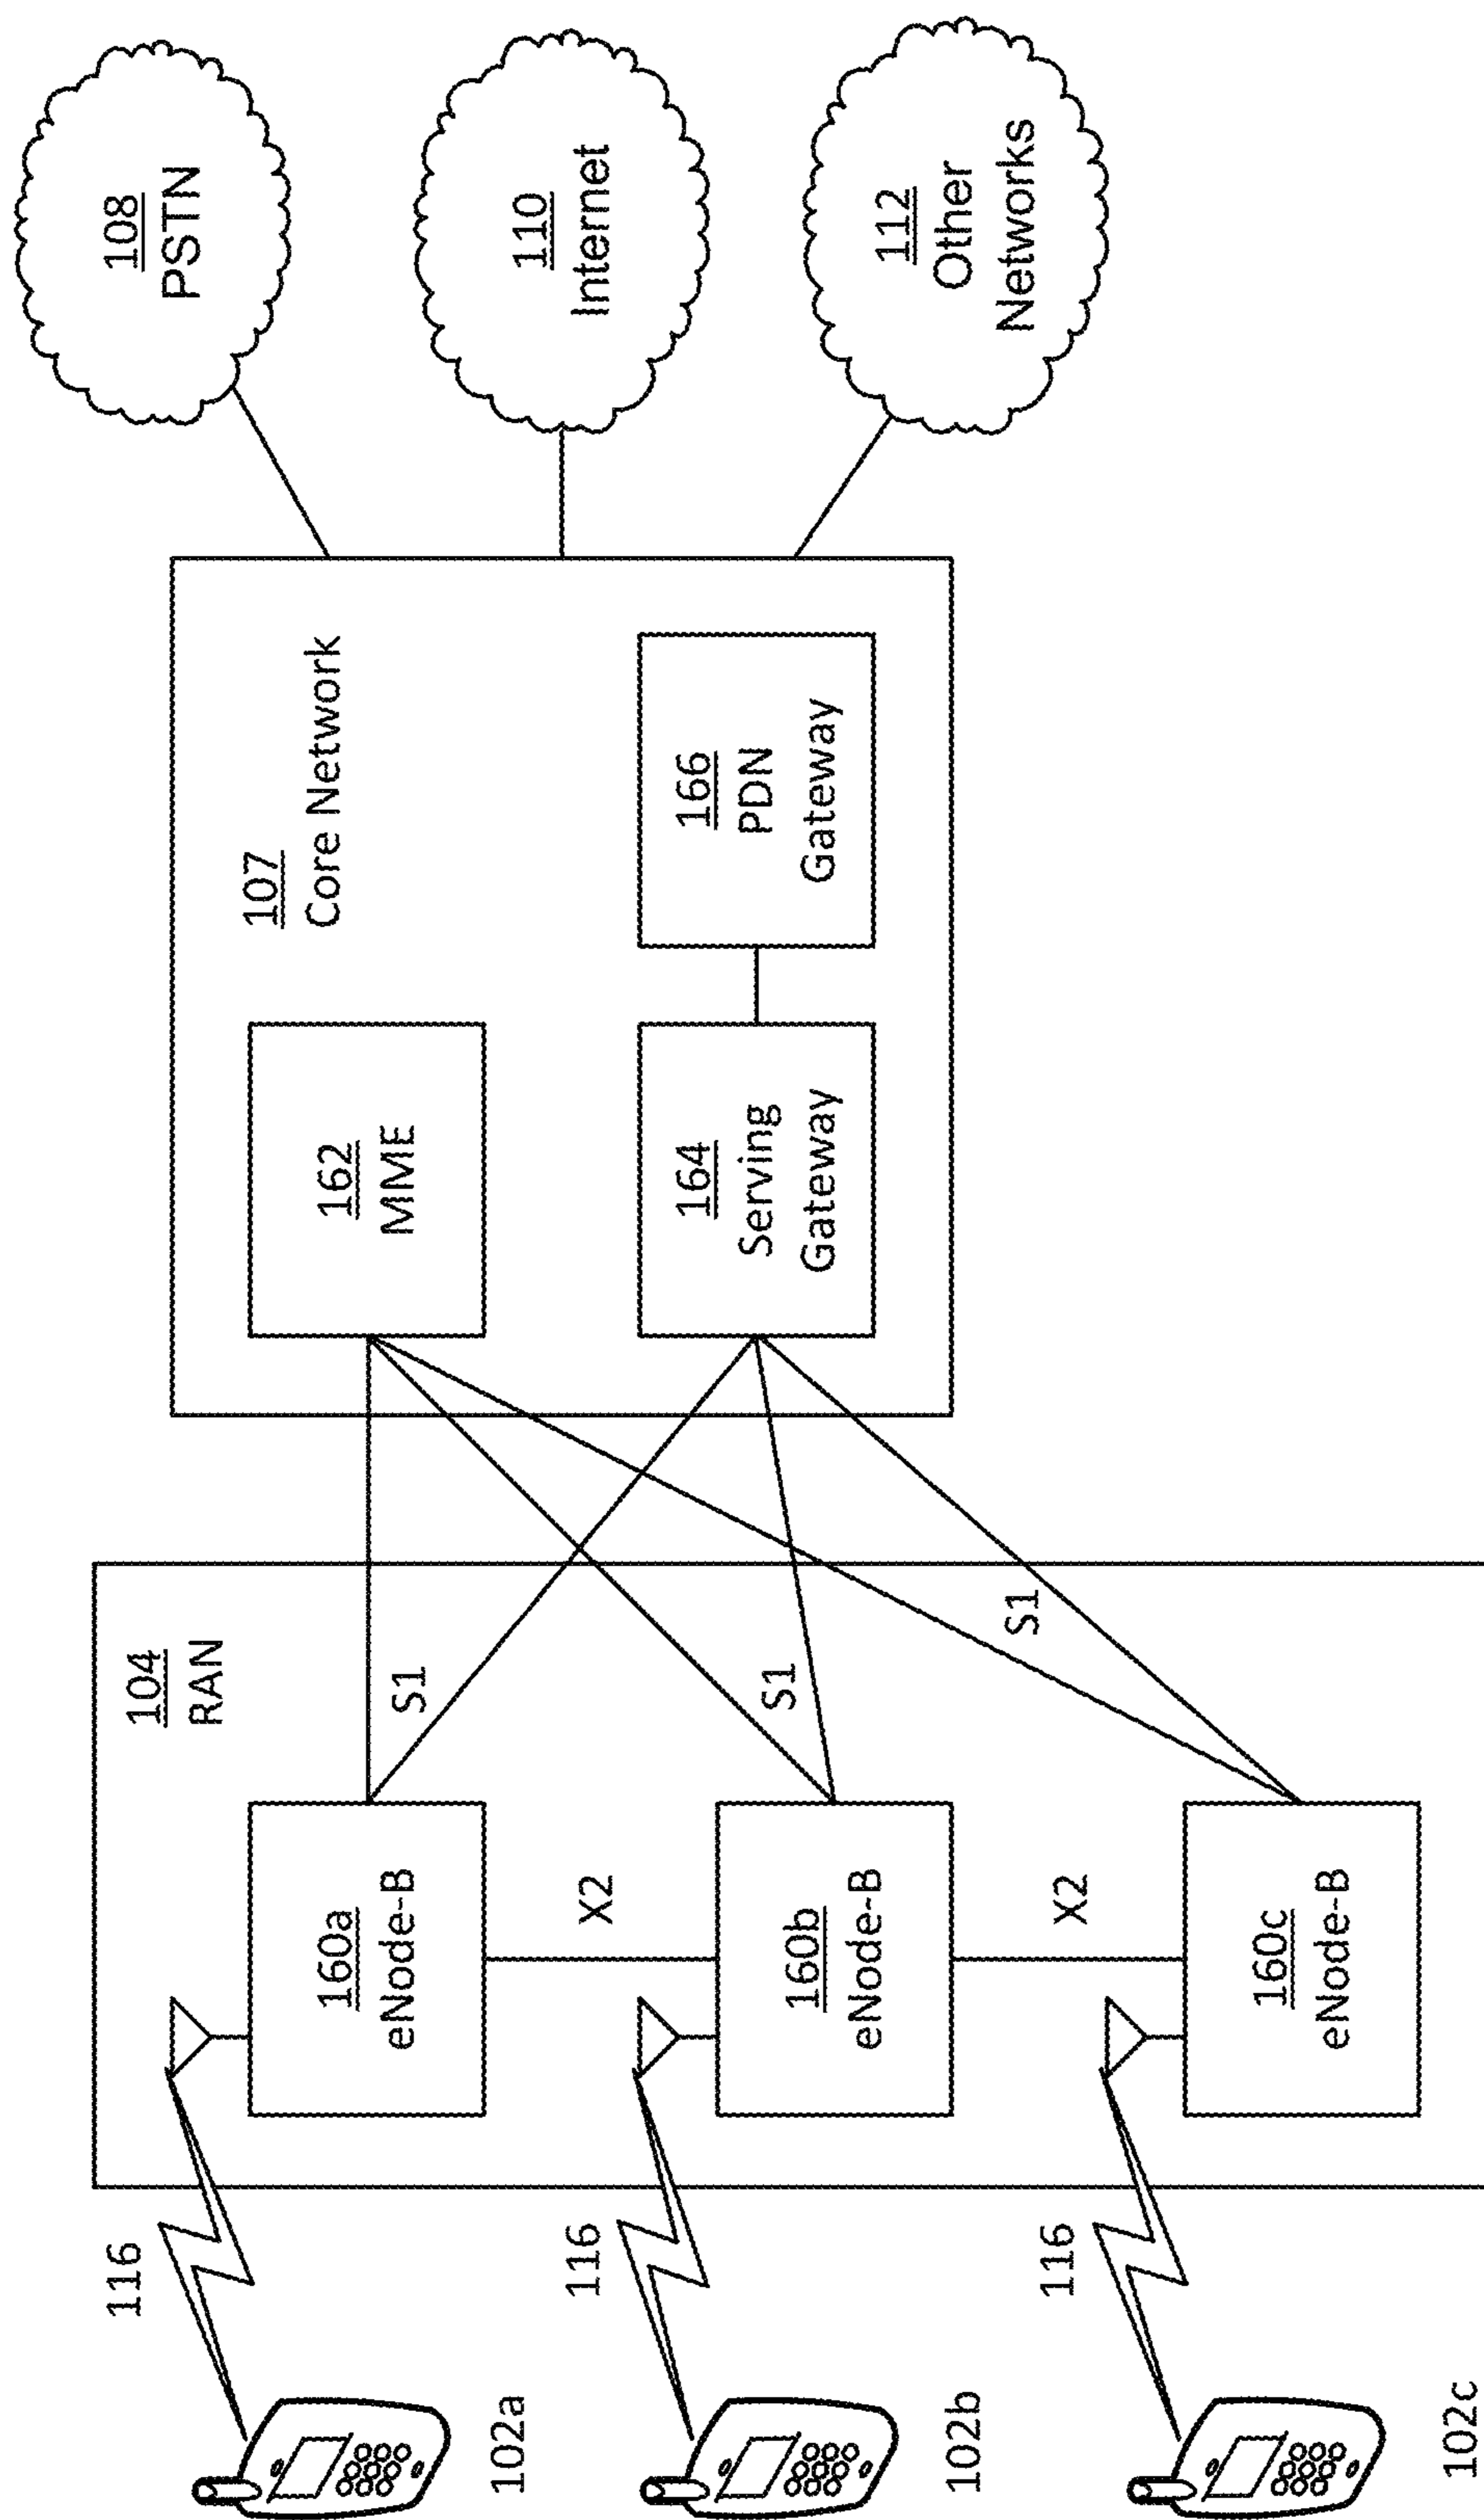 104
RAN
107
Core Network
108
PSTN
116
160a
eNode-B
S1
162
MME
102a
X2
110
Internet
116
160b
eNode-B
S1
164
Serving
Gateway
166
PDN
Gateway
102b
X2
112
Other
Networks
116
160c
eNode-B
S1
102c